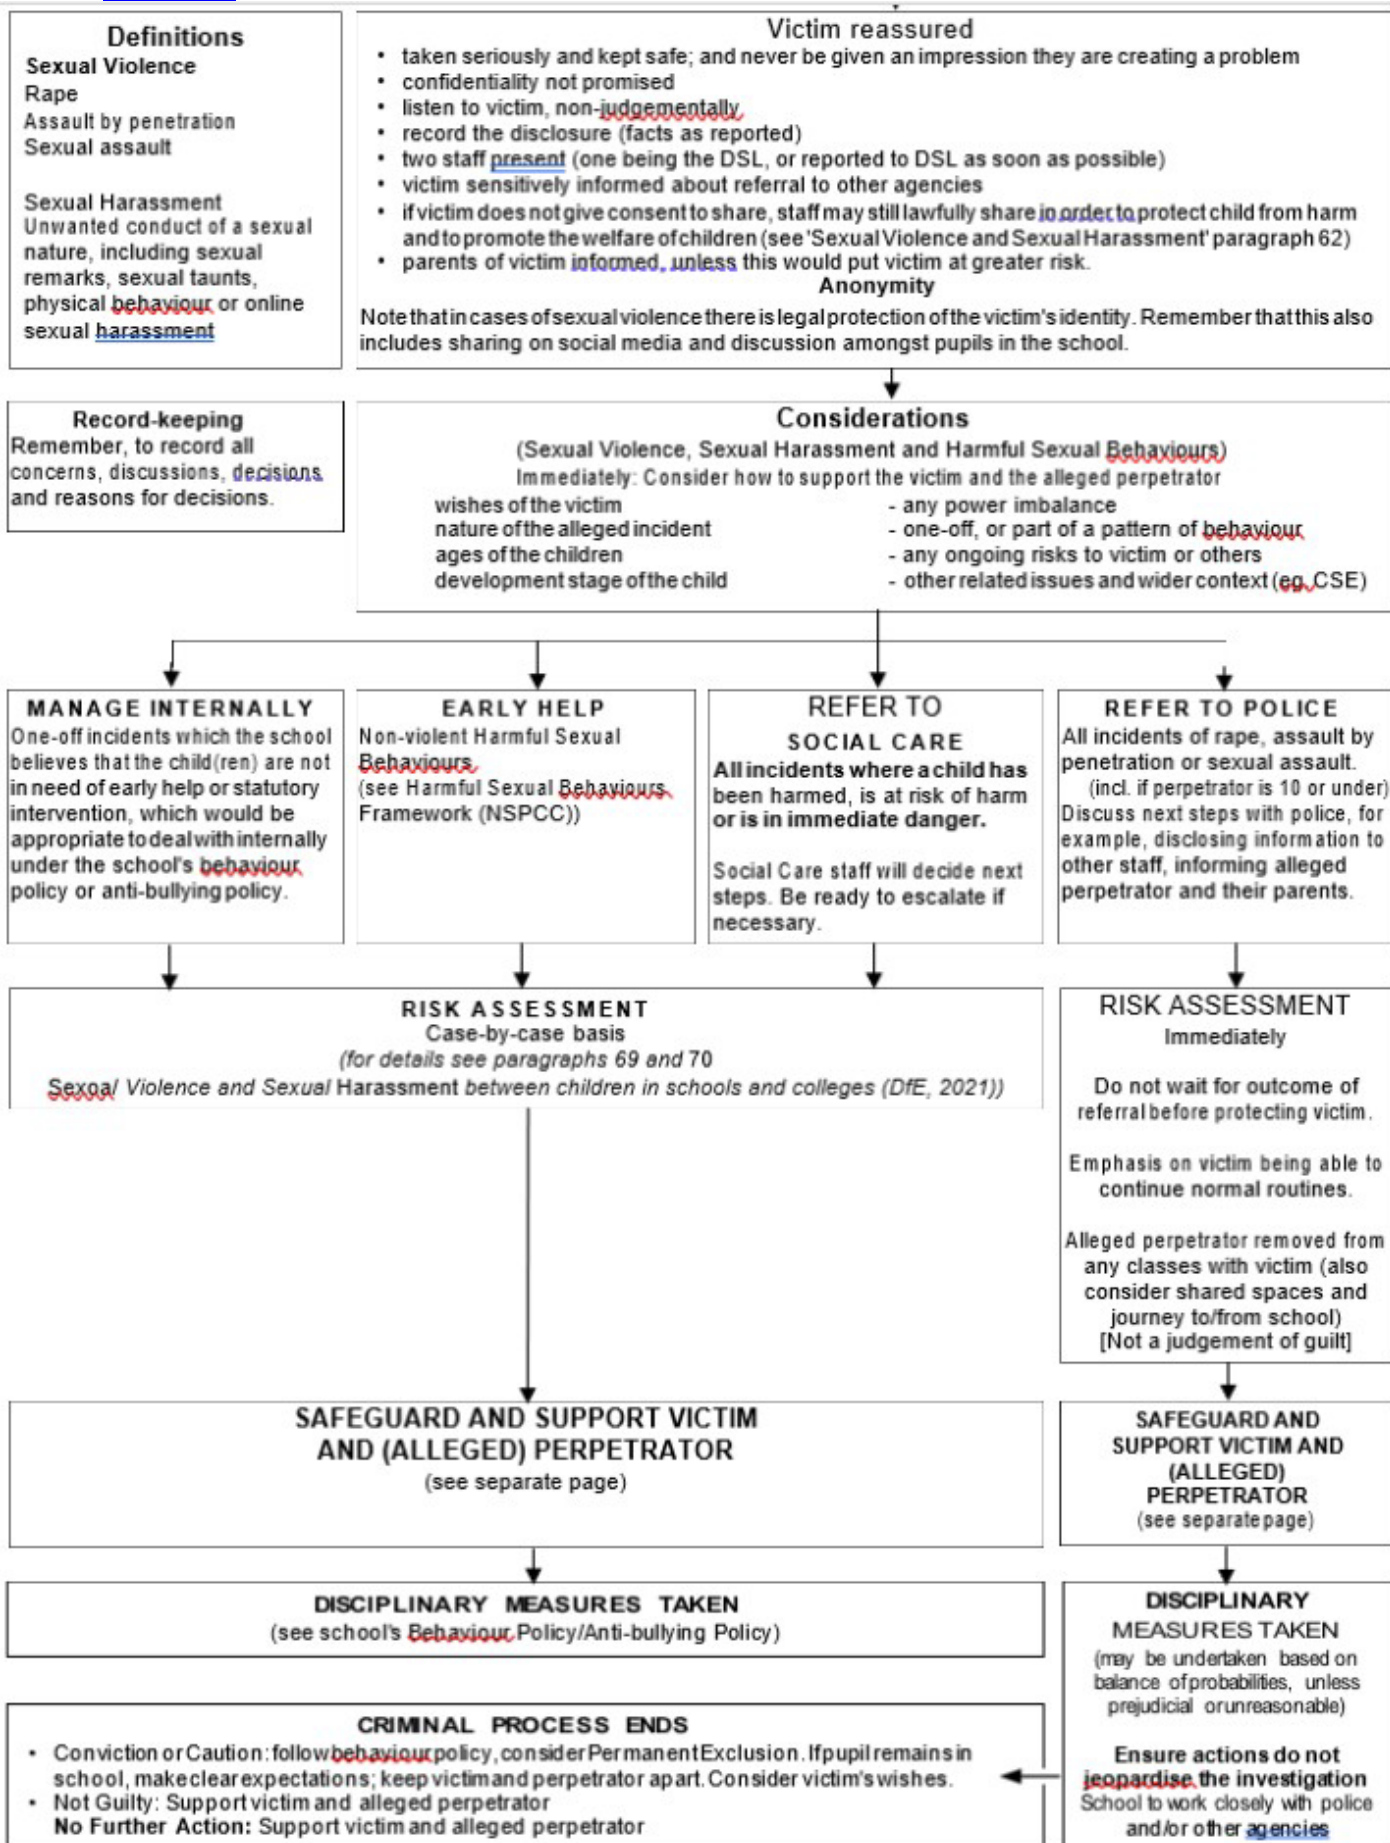 Definitions
Sexual Violence
Rape
Assault by penetration
Sexual assault
Sexual Harassment
Unwanted conduct of a sexual
nature, including sexual
remarks, sexual taunts,
physical behaviour or online
sexual harassment
Victim reassured
• taken seriously and kept safe; and never be given an impression they are creating a problem
• confidentiality not promised
• listen to victim, non-judgementally
• record the disclosure (facts as reported)
• two staff present (one being the DSL, or reported to DSL as soon as possible)
• victim sensitively informed about referral to other agencies
• if victim does not give consent to share, staff may still lawfully share in order to protect child from harm
and to promote the welfare of children (see 'Sexual Violence and Sexual Harassment' paragraph 62)
• parents of victim informed, unless this would put victim at greater risk.
Anonymity
Note that in cases of sexual violence there is legal protection of the victim's identity. Remember that this also
includes sharing on social media and discussion amongst pupils in the school.
Record-keeping
Remember, to record all
concerns, discussions, decisions
and reasons for decisions.
Considerations
(Sexual Violence, Sexual Harassment and Harmful Sexual Behaviours)
Immediately: Consider how to support the victim and the alleged perpetrator
wishes of the victim - any power imbalance
nature of the alleged incident - one-off, or part of a pattern of behaviour
ages of the children - any ongoing risks to victim or others
development stage of the child - other related issues and wider context (eg. CSE)
MANAGE INTERNALLY
One-off incidents which the school
believes that the child(ren) are not
in need of early help or statutory
intervention, which would be
appropriate to deal with internally
under the school's behaviour
policy or anti-bullying policy.
EARLY HELP
Non-violent Harmful Sexual
Behaviours
(see Harmful Sexual Behaviours
Framework (NSPCC))
REFER TO
SOCIAL CARE
All incidents where a child has
been harmed, is at risk of harm
or is in immediate danger.
Social Care staff will decide next
steps. Be ready to escalate if
necessary.
REFER TO POLICE
All incidents of rape, assault by
penetration or sexual assault.
(incl. if perpetrator is 10 or under)
Discuss next steps with police, for
example, disclosing information to
other staff, informing alleged
perpetrator and their parents.
RISK ASSESSMENT
Case-by-case basis
(for details see paragraphs 69 and 70
Sexoa/ Violence and Sexual Harassment between children in schools and colleges (DfE, 2021))
RISK ASSESSMENT
Immediately
Do not wait for outcome of
referral before protecting victim.
Emphasis on victim being able to
continue normal routines.
Alleged perpetrator removed from
any classes with victim (also
consider shared spaces and
journey to/from school)
[Not a judgement of guilt]
SAFEGUARD AND SUPPORT VICTIM
AND (ALLEGED) PERPETRATOR
(see separate page)
SAFEGUARD AND
SUPPORT VICTIM AND
(ALLEGED)
PERPETRATOR
(see separate page)
DISCIPLINARY MEASURES TAKEN
(see school's Behaviour Policy/Anti-bullying Policy)
DISCIPLINARY
MEASURES TAKEN
(may be undertaken based on
balance of probabilities, unless
prejudicial or unreasonable)
Ensure actions do not
jeopardise the investigation
School to work closely with police
and/or other agencies
CRIMINAL PROCESS ENDS
• Conviction or Caution: follow behaviour policy, consider Permanent Exclusion. If pupil remains in
school, make clear expectations; keep victim and perpetrator apart. Consider victim's wishes.
• Not Guilty: Support victim and alleged perpetrator
No Further Action: Support victim and alleged perpetrator